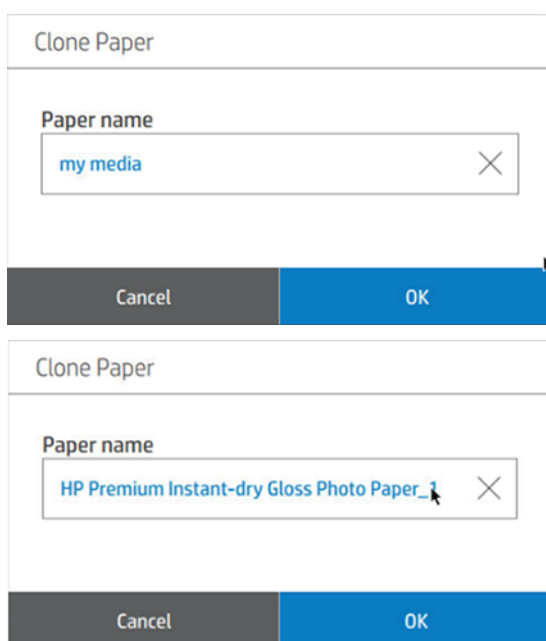 Clone Paper
Paper name
my media
Cancel OK
Clone Paper
Paper name
HP Premium Instant-dry Gloss Photo Paper_1
Cancel OK